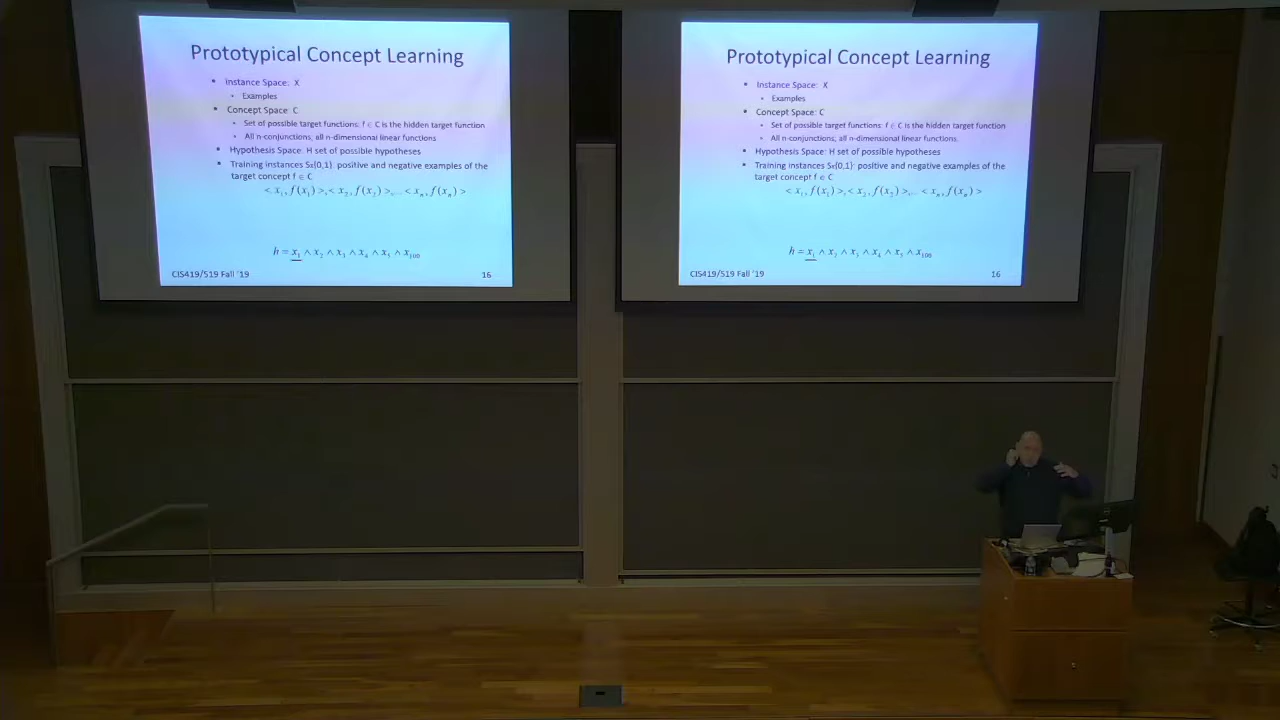 Prototypical Concept Learning
• Instance Space: X
• Examples
• Concept Space: C
• Set of possible target functions: f ∈ C is the hidden target function
• All n-conjunctions; all n-dimensional linear functions
• Hypothesis Space: H set of possible hypotheses
• Training instances Sx{0,1}: positive and negative examples of the
target concept f ∈ C
< x₁, f(x₁) >, < x₂, f(x₂) >, ... < xₙ, f(xₙ) >
h = x₁ ∧ x₂ ∧ x₃ ∧ x₄ ∧ x₅ ∧ x₁₀₀
CIS419/519 Fall '19
16
Prototypical Concept Learning
• Instance Space: X
• Examples
• Concept Space: C
• Set of possible target functions: f ∈ C is the hidden target function
• All n-conjunctions; all n-dimensional linear functions.
• Hypothesis Space: H set of possible hypotheses
• Training instances Sx{0,1}: positive and negative examples of the
target concept f ∈ C
< x₁, f(x₁) >, < x₂, f(x₂) >, ... < xₙ, f(xₙ) >
h = x₁ ∧ x₂ ∧ x₃ ∧ x₄ ∧ x₅ ∧ x₁₀₀
CIS419/519 Fall '19
16